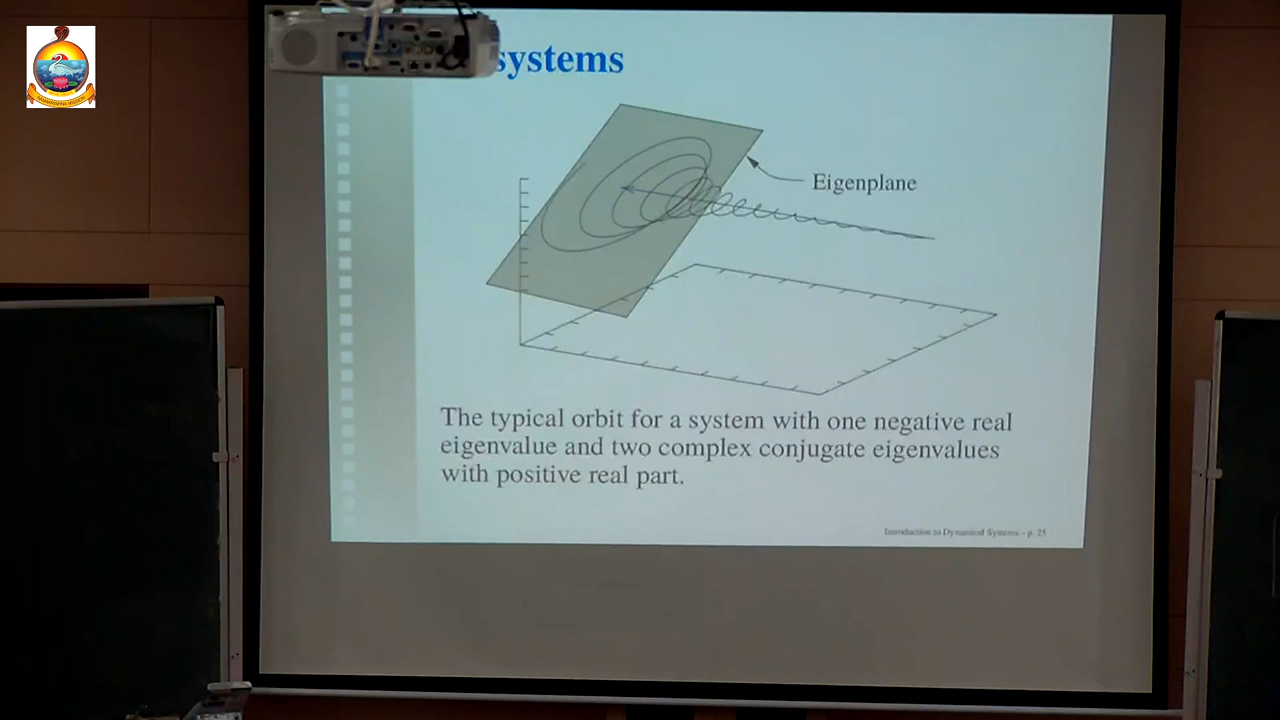 systems
Eigenplane
The typical orbit for a system with one negative real
eigenvalue and two complex conjugate eigenvalues
with positive real part.
Introduction to Dynamical Systems – p. 25